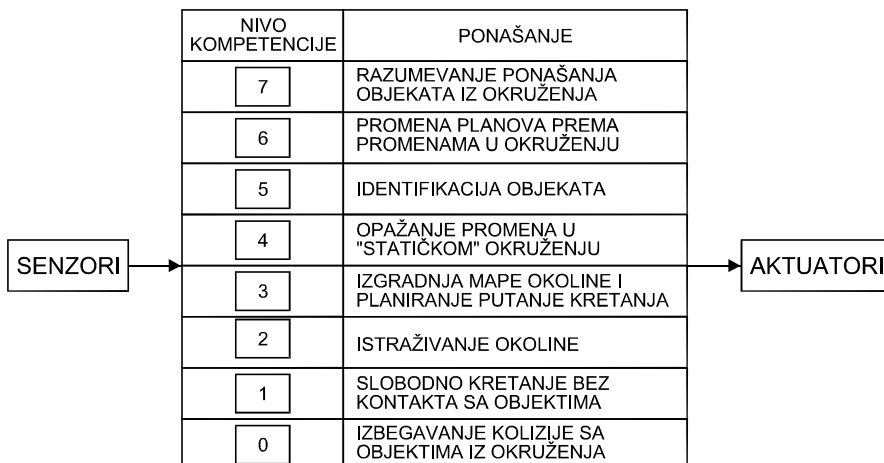 NIVO
KOMPETENCIJE
PONAŠANJE
7
RAZUMEVANJE PONAŠANJA
OBJEKATA IZ OKRUŽENJA
6
PROMENA PLANOVA PREMA
PROMENAMA U OKRUŽENJU
5
IDENTIFIKACIJA OBJEKATA
4
OPAŽANJE PROMENA U
"STATIČKOM" OKRUŽENJU
SENZORI
AKTUATORI
3
IZGRADNJA MAPE OKOLINE I
PLANIRANJE PUTANJE KRETANJA
2
ISTRAŽIVANJE OKOLINE
1
SLOBODNO KRETANJE BEZ
KONTAKTA SA OBJEKTIMA
0
IZBEGAVANJE KOLIZIJE SA
OBJEKTIMA IZ OKRUŽENJA